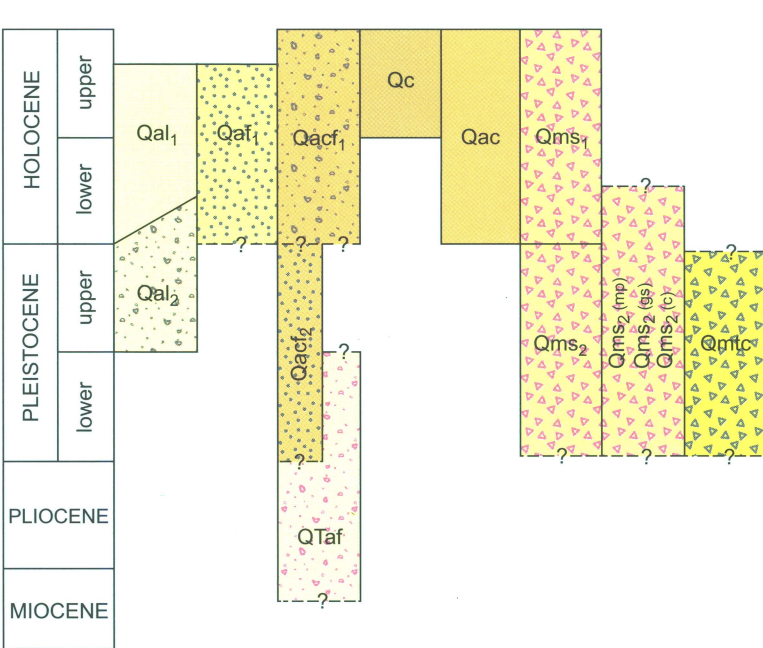 HOLOCENE
upper
lower
PLEISTOCENE
upper
lower
PLIOCENE
MIOCENE
Qal₁
Qal₂
Qaf₁
?
Qacf₁
? ?
Qacf₂
?
?
QTaf
?
Qc
Qac
Qms₁
Qms₂
?
?
Qms₂ (mp)
Qms₂ (gs)
Qms₂ (c)
?
?
Qmtc
?